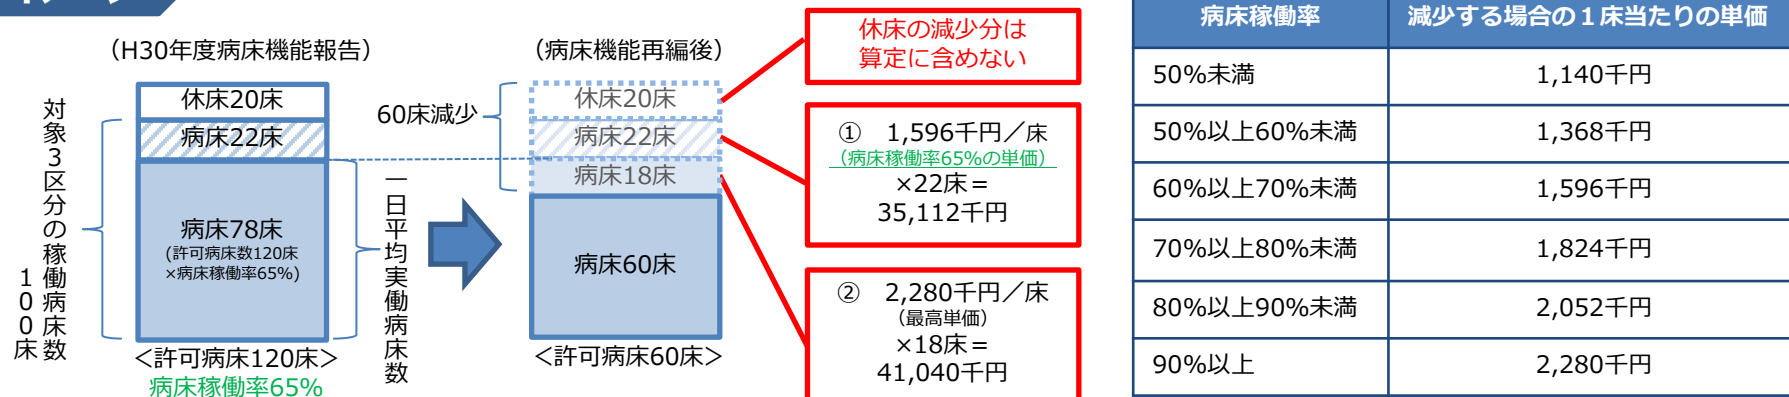 (H30年度病床機能報告)
休床20床
病床22床
病床78床
(許可病床数120床
×病床稼働率65%)
対象3区分の稼働病床数
100床
一日平均実働病床数
<許可病床120床>
病床稼働率65%
(病床機能再編後)
60床減少
休床20床
病床22床
病床18床
病床60床
<許可病床60床>
休床の減少分は
算定に含めない
① 1,596千円/床
(病床稼働率65%の単価)
×22床=
35,112千円
② 2,280千円/床
(最高単価)
×18床=
41,040千円
病床稼働率 減少する場合の1床当たりの単価
50%未満 1,140千円
50%以上60%未満 1,368千円
60%以上70%未満 1,596千円
70%以上80%未満 1,824千円
80%以上90%未満 2,052千円
90%以上 2,280千円